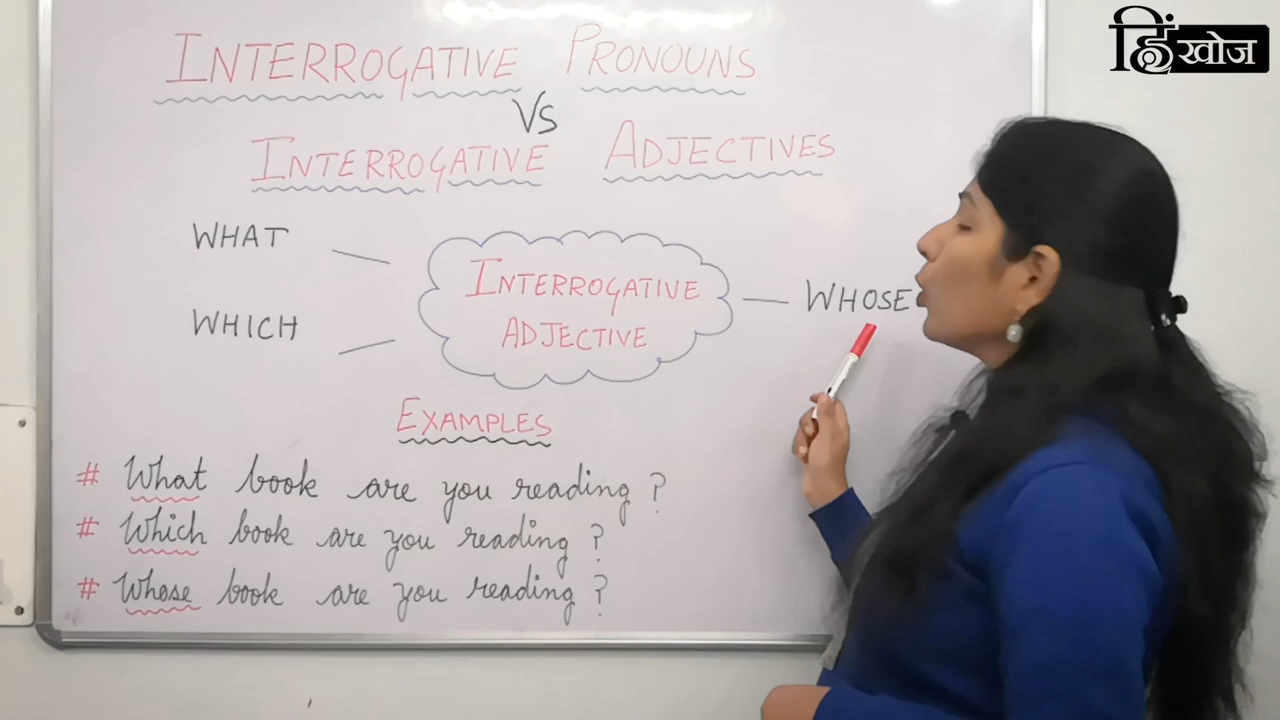 हिंखोज
INTERROGATIVE PRONOUNS
VS
INTERROGATIVE ADJECTIVES
WHAT
WHICH
INTERROGATIVE
ADJECTIVE
WHOSE
EXAMPLES
# What book are you reading ?
# Which book are you reading ?
# Whose book are you reading ?